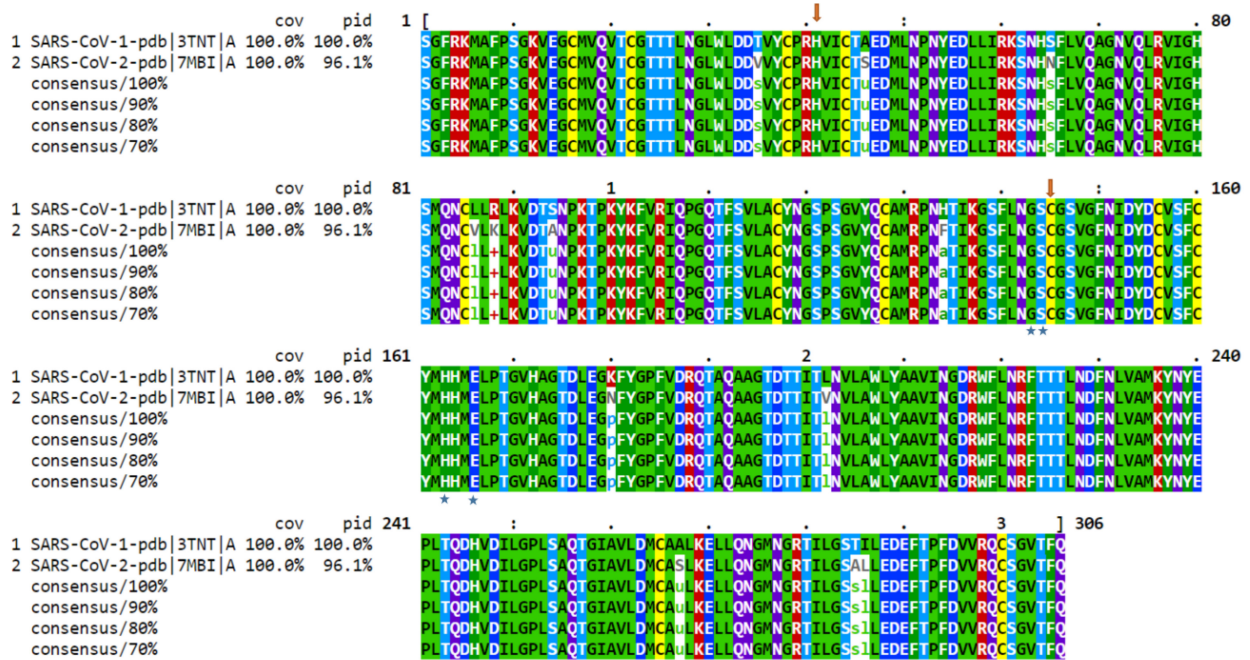 cov pid 1 [ . . . . : . . . 80
1 SARS-CoV-1-pdb|3TNT|A 100.0% 100.0% SGFRKMAFPSGKVEGCMVQVTCGTTTLNGLWLDDTVYCPRHVICTAEDMLNPNYEDLLIRKSNHSFLVQAGNVQLRVIGH
2 SARS-CoV-2-pdb|7MBI|A 100.0% 96.1% SGFRKMAFPSGKVEGCMVQVTCGTTTLNGLWLDDVVYCPRHVICTSEDMLNPNYEDLLIRKSNHNFLVQAGNVQLRVIGH
consensus/100% SGFRKMAFPSGKVEGCMVQVTCGTTTLNGLWLDDsVYCPRHVICTuEDMLNPNYEDLLIRKSNHsFLVQAGNVQLRVIGH
consensus/90% SGFRKMAFPSGKVEGCMVQVTCGTTTLNGLWLDDsVYCPRHVICTuEDMLNPNYEDLLIRKSNHsFLVQAGNVQLRVIGH
consensus/80% SGFRKMAFPSGKVEGCMVQVTCGTTTLNGLWLDDsVYCPRHVICTuEDMLNPNYEDLLIRKSNHsFLVQAGNVQLRVIGH
consensus/70% SGFRKMAFPSGKVEGCMVQVTCGTTTLNGLWLDDsVYCPRHVICTuEDMLNPNYEDLLIRKSNHsFLVQAGNVQLRVIGH
cov pid 81 . 1 . . . . : . 160
1 SARS-CoV-1-pdb|3TNT|A 100.0% 100.0% SMQNCLLRLKVDTSNPKTPKYKFVRIQPGQTFSVLACYNGSPSGVYQCAMRPNHTIKGSFLNGSCGSVGFNIDYDCVSFC
2 SARS-CoV-2-pdb|7MBI|A 100.0% 96.1% SMQNCVLKLKVDTANPKTPKYKFVRIQPGQTFSVLACYNGSPSGVYQCAMRPNFTIKGSFLNGSCGSVGFNIDYDCVSFC
consensus/100% SMQNClL+LKVDTuNPKTPKYKFVRIQPGQTFSVLACYNGSPSGVYQCAMRPNaTIKGSFLNGSCGSVGFNIDYDCVSFC
consensus/90% SMQNClL+LKVDTuNPKTPKYKFVRIQPGQTFSVLACYNGSPSGVYQCAMRPNaTIKGSFLNGSCGSVGFNIDYDCVSFC
consensus/80% SMQNClL+LKVDTuNPKTPKYKFVRIQPGQTFSVLACYNGSPSGVYQCAMRPNaTIKGSFLNGSCGSVGFNIDYDCVSFC
consensus/70% SMQNClL+LKVDTuNPKTPKYKFVRIQPGQTFSVLACYNGSPSGVYQCAMRPNaTIKGSFLNGSCGSVGFNIDYDCVSFC
cov pid 161 . . . 2 . . . . 240
1 SARS-CoV-1-pdb|3TNT|A 100.0% 100.0% YMHHMELPTGVHAGTDLEGKFYGPFVDRQTAQAAGTDTTITLNVLAWLYAAVINGDRWFLNRFTTTLNDFNLVAMKYNYE
2 SARS-CoV-2-pdb|7MBI|A 100.0% 96.1% YMHHMELPTGVHAGTDLEGNFYGPFVDRQTAQAAGTDTTITVNVLAWLYAAVINGDRWFLNRFTTTLNDFNLVAMKYNYE
consensus/100% YMHHMELPTGVHAGTDLEGpFYGPFVDRQTAQAAGTDTTITlNVLAWLYAAVINGDRWFLNRFTTTLNDFNLVAMKYNYE
consensus/90% YMHHMELPTGVHAGTDLEGpFYGPFVDRQTAQAAGTDTTITlNVLAWLYAAVINGDRWFLNRFTTTLNDFNLVAMKYNYE
consensus/80% YMHHMELPTGVHAGTDLEGpFYGPFVDRQTAQAAGTDTTITlNVLAWLYAAVINGDRWFLNRFTTTLNDFNLVAMKYNYE
consensus/70% YMHHMELPTGVHAGTDLEGpFYGPFVDRQTAQAAGTDTTITlNVLAWLYAAVINGDRWFLNRFTTTLNDFNLVAMKYNYE
cov pid 241 : . . . . 3 ] 306
1 SARS-CoV-1-pdb|3TNT|A 100.0% 100.0% PLTQDHVDILGPLSAQTGIAVLDMCAALKELLQNGMNGRTILGSTILEDEFTPFDVVRQCSGVTFQ
2 SARS-CoV-2-pdb|7MBI|A 100.0% 96.1% PLTQDHVDILGPLSAQTGIAVLDMCASLKELLQNGMNGRTILGSALLEDEFTPFDVVRQCSGVTFQ
consensus/100% PLTQDHVDILGPLSAQTGIAVLDMCAuLKELLQNGMNGRTILGSslLEDEFTPFDVVRQCSGVTFQ
consensus/90% PLTQDHVDILGPLSAQTGIAVLDMCAuLKELLQNGMNGRTILGSslLEDEFTPFDVVRQCSGVTFQ
consensus/80% PLTQDHVDILGPLSAQTGIAVLDMCAuLKELLQNGMNGRTILGSslLEDEFTPFDVVRQCSGVTFQ
consensus/70% PLTQDHVDILGPLSAQTGIAVLDMCAuLKELLQNGMNGRTILGSslLEDEFTPFDVVRQCSGVTFQ